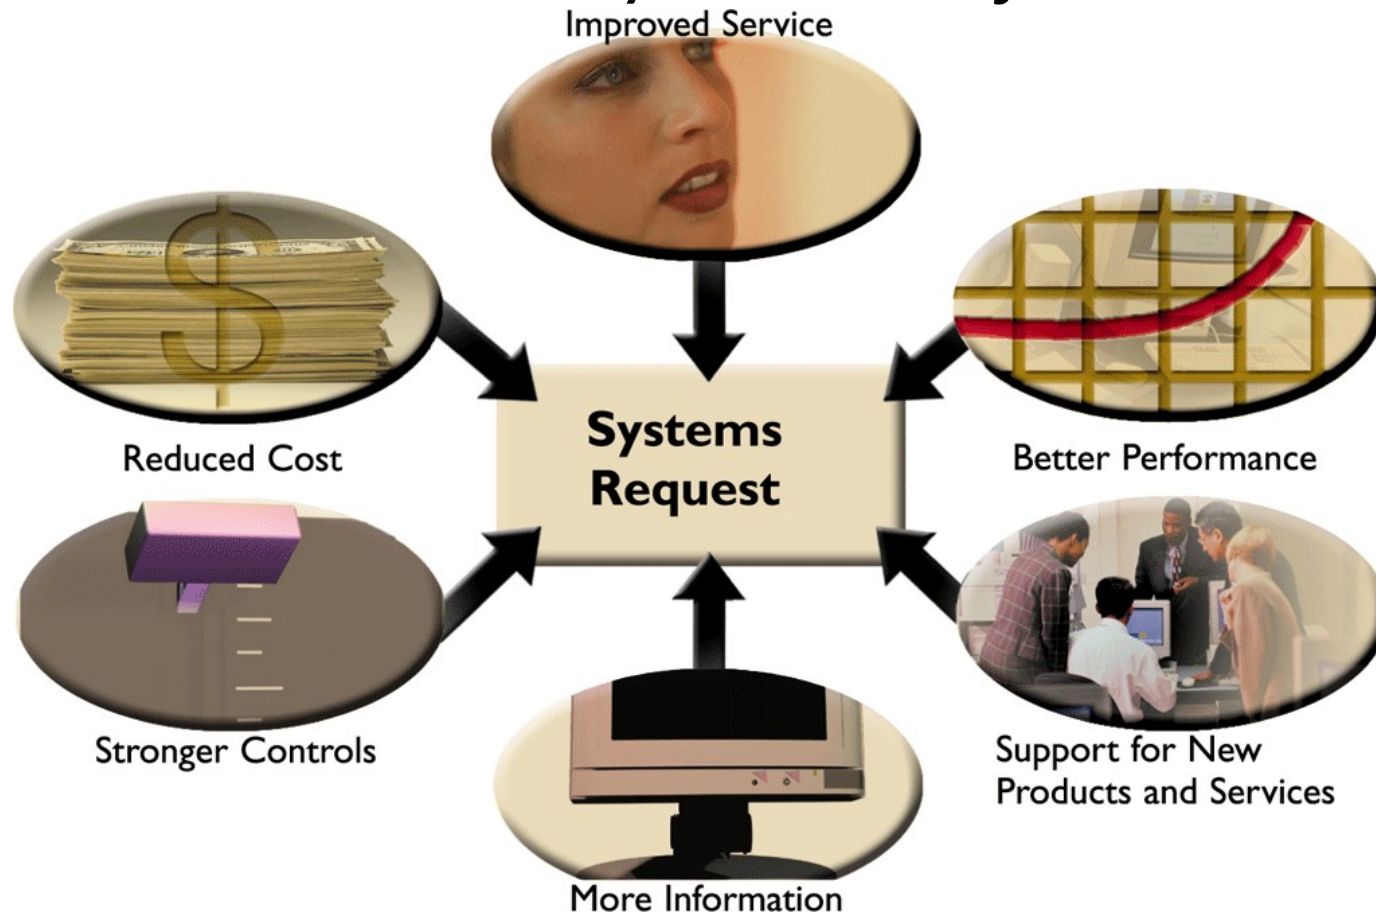 Improved Service
Systems
Request
Reduced Cost
Better Performance
Stronger Controls
Support for New
Products and Services
More Information